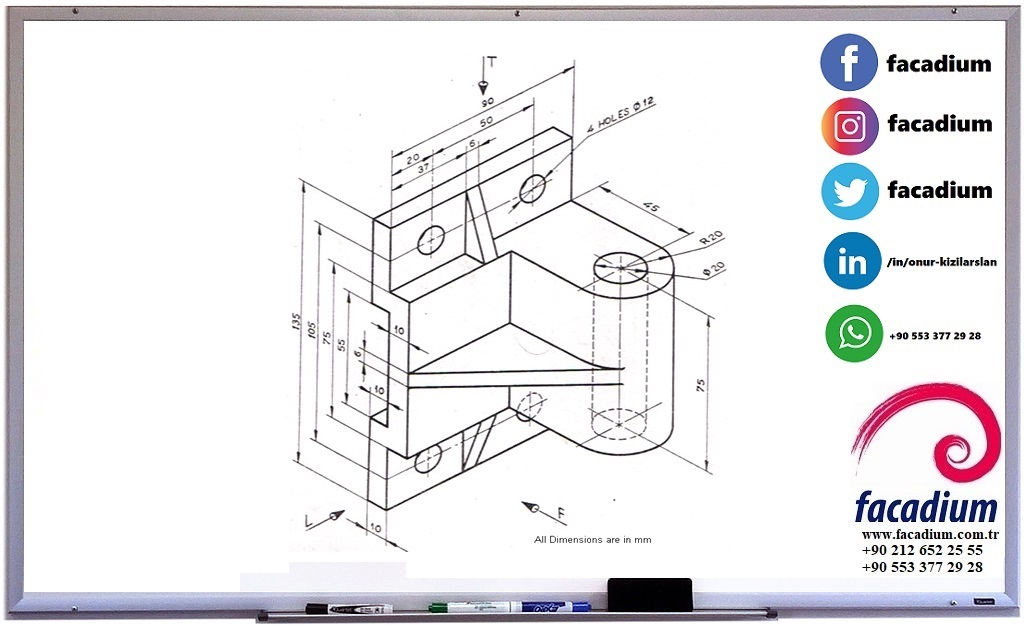 T
90
50
6
4 HOLES Ø12
20
37
45
R20
Ø20
135
105
75
55
10
6
10
75
L
F
10
All Dimensions are in mm
facadium
facadium
facadium
in
/in/onur-kizilarslan
+90 553 377 29 28
facadium
www.facadium.com.tr
+90 212 652 25 55
+90 553 377 29 28